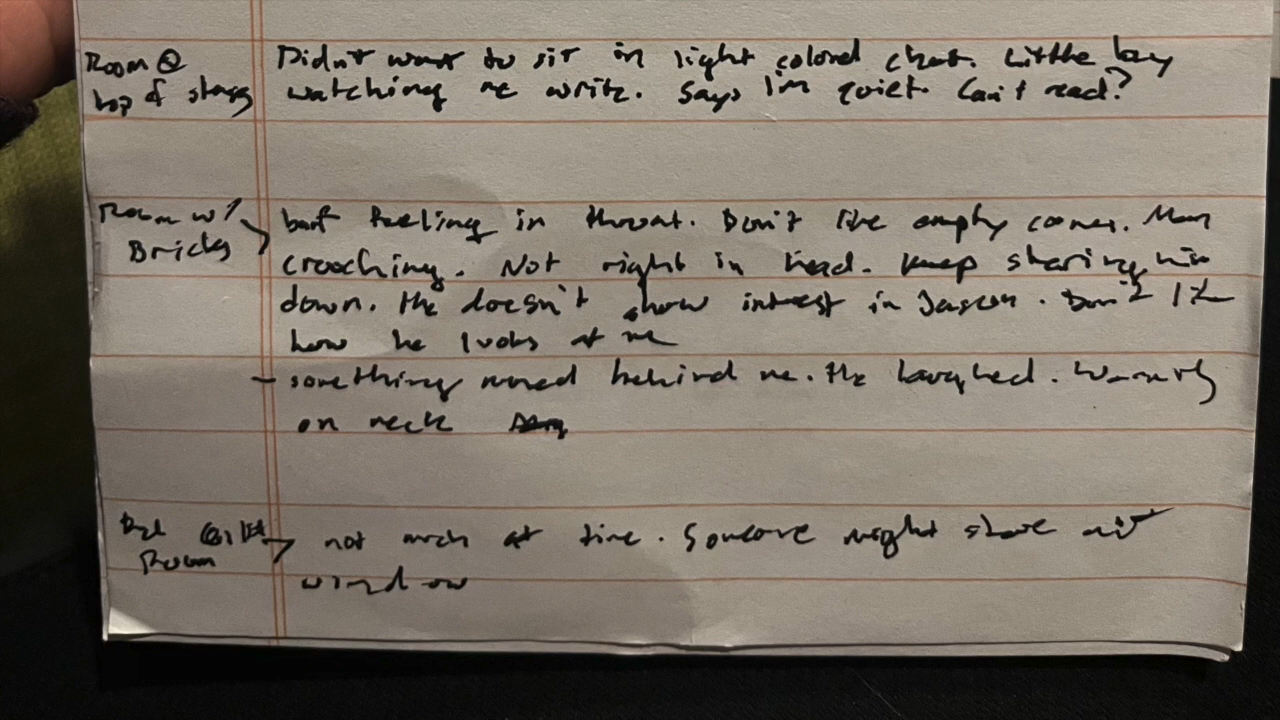 Room @
top of stairs
Didn't want to sit in light colored chair. Little boy
watching me write. Says I'm quiet. Can't read?
Room w/
Bricks
bad feeling in throat. Don't like empty corner. Man
crooching. Not right in head. Keep staring him
down. He doesn't show interest in Jason. Don't like
how he looks at me
- something moved behind me. He laughed. Warmth
on neck
Room
not much at time. Someone might stare out
window